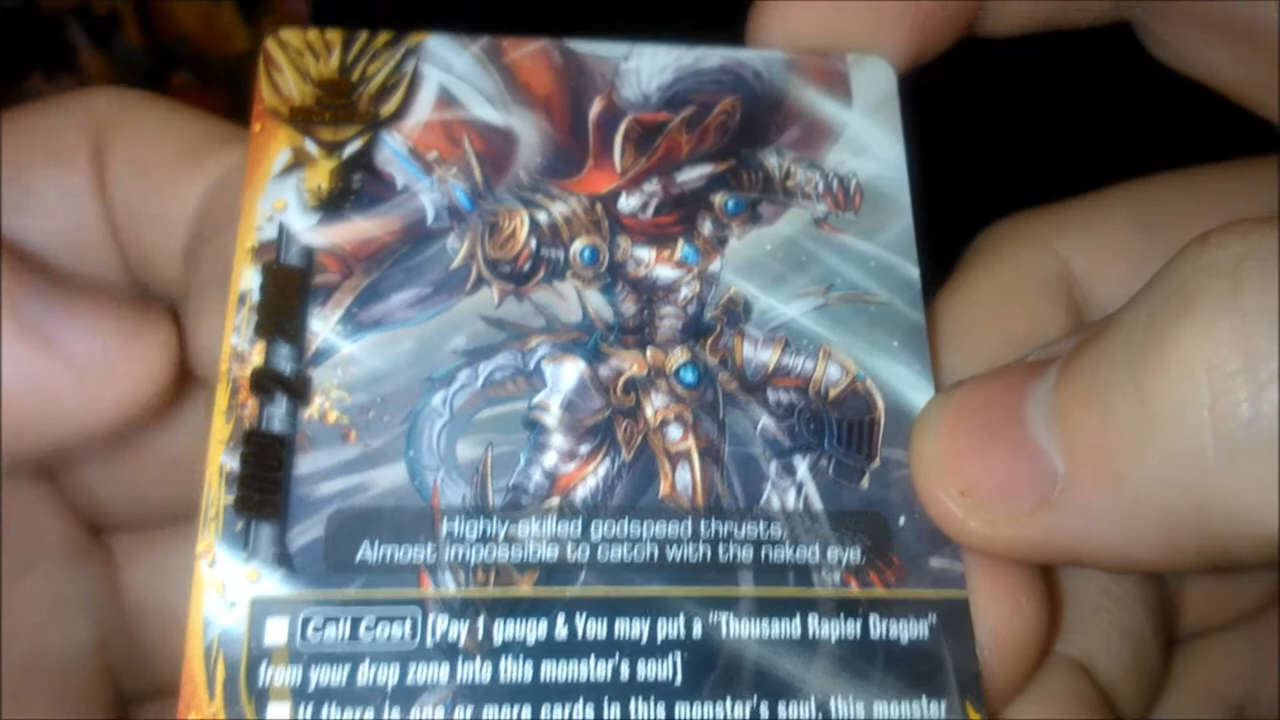 Highly-skilled godspeed thrusts.
Almost impossible to catch with the naked eye.
Call Cost [Pay 1 gauge & You may put a "Thousand Rapier Dragon"
from your drop zone into this monster's soul]
If there is one or more cards in this monster's soul, this monster